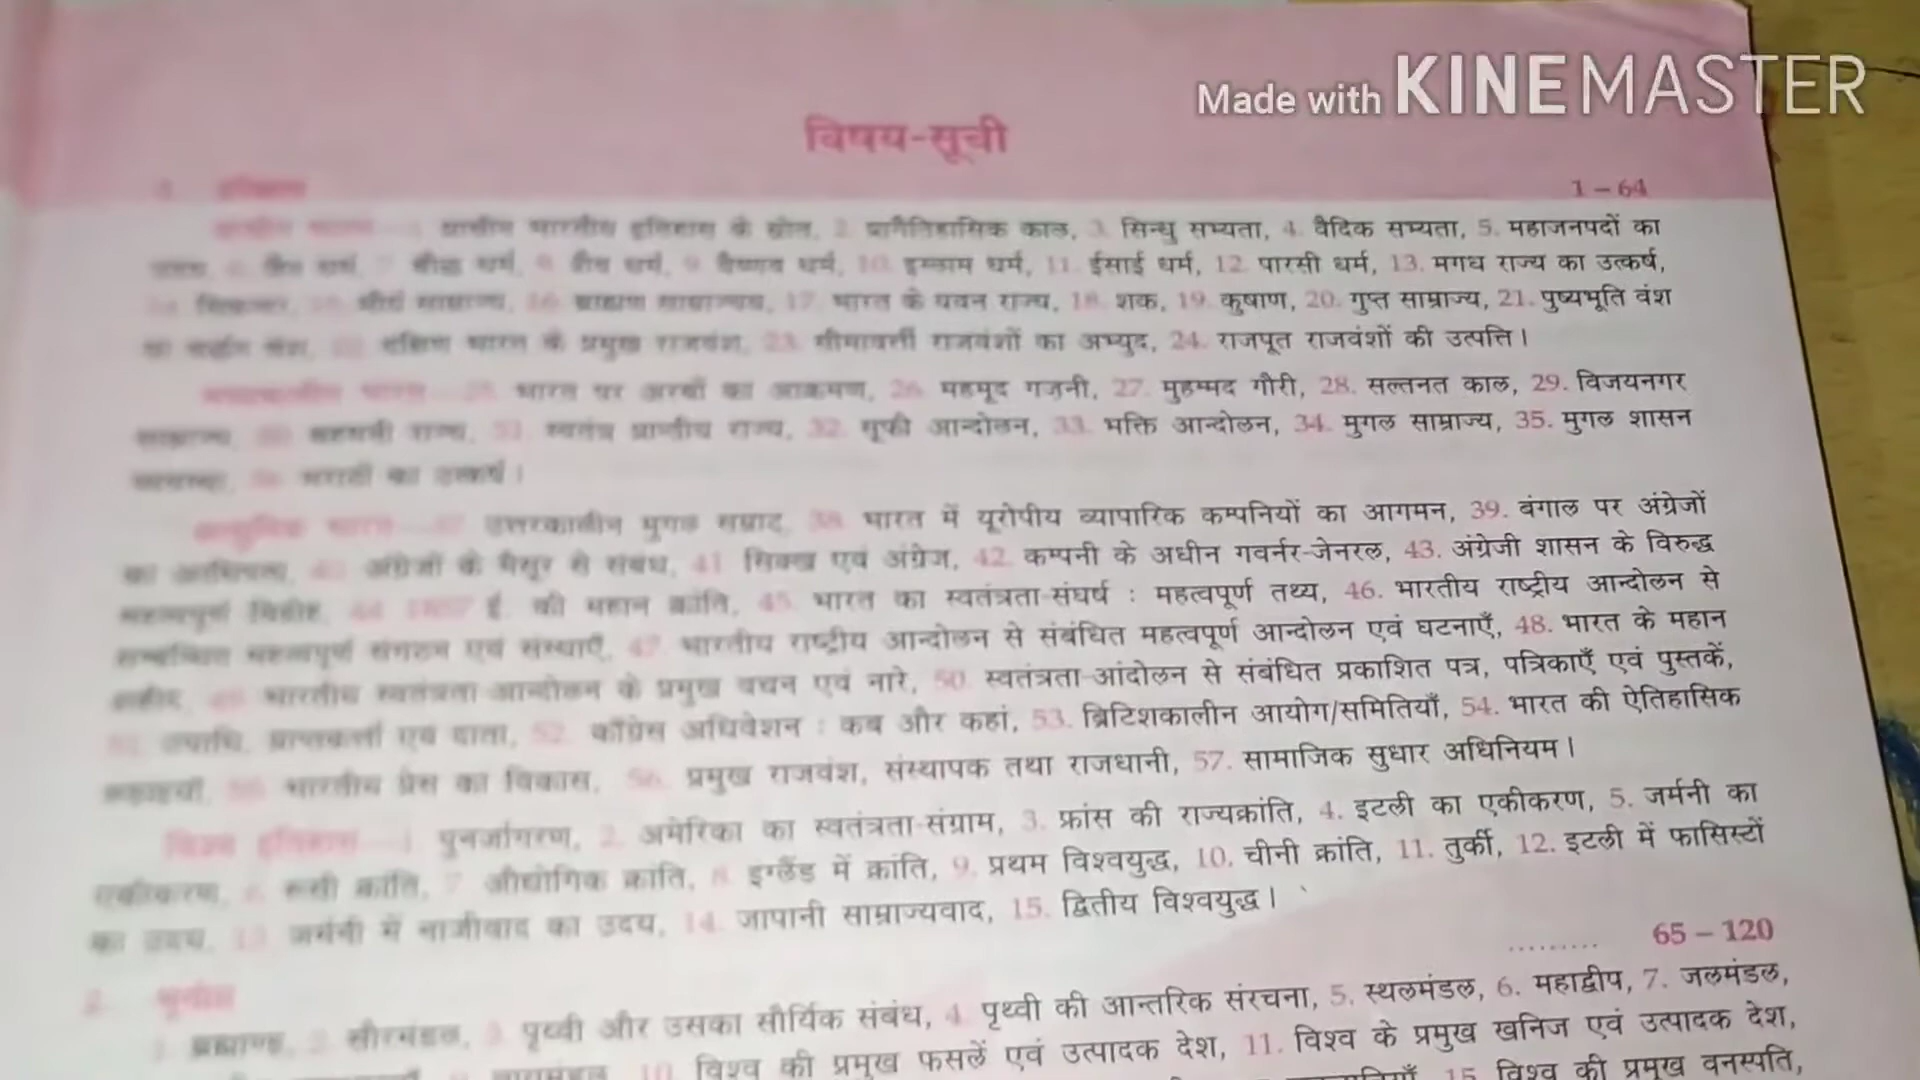 Made with KINEMASTER
विषय-सूची
1 – 64
प्राचीन भारतीय इतिहास के स्रोत, 2. प्रागैतिहासिक काल, 3. सिन्धु सभ्यता, 4. वैदिक सभ्यता, 5. महाजनपदों का
धर्म, 10. इस्लाम धर्म, 11. ईसाई धर्म, 12. पारसी धर्म, 13. मगध राज्य का उत्कर्ष,
17. भारत के यवन राज्य, 18. शक, 19. कुषाण, 20. गुप्त साम्राज्य, 21. पुष्यभूति वंश
दक्षिण भारत के प्रमुख राजवंश, 23. सीमावर्ती राजवंशों का अभ्युद, 24. राजपूत राजवंशों की उत्पत्ति।
भारत पर अरबों का आक्रमण, 26. महमूद गजनी, 27. मुहम्मद गौरी, 28. सल्तनत काल, 29. विजयनगर
स्वतंत्र प्रान्तीय राज्य, 32. सूफी आन्दोलन, 33. भक्ति आन्दोलन, 34. मुगल साम्राज्य, 35. मुगल शासन
मराठों का उत्कर्ष।
उत्तरकालीन मुगल सम्राट, 38. भारत में यूरोपीय व्यापारिक कम्पनियों का आगमन, 39. बंगाल पर अंग्रेजों
अंग्रेजों के मैसूर से संबंध, 41. सिक्ख एवं अंग्रेज, 42. कम्पनी के अधीन गवर्नर-जेनरल, 43. अंग्रेजी शासन के विरुद्ध
महत्वपूर्ण विद्रोह, 44. 1857 ई. की महान क्रांति, 45. भारत का स्वतंत्रता-संघर्ष : महत्वपूर्ण तथ्य, 46. भारतीय राष्ट्रीय आन्दोलन से
सम्बन्धित महत्वपूर्ण संगठन एवं संस्थाएँ, 47. भारतीय राष्ट्रीय आन्दोलन से संबंधित महत्वपूर्ण आन्दोलन एवं घटनाएँ, 48. भारत के महान
भारतीय स्वतंत्रता आन्दोलन के प्रमुख वचन एवं नारे, 50. स्वतंत्रता-आंदोलन से संबंधित प्रकाशित पत्र, पत्रिकाएँ एवं पुस्तकें,
उपाधि, प्राप्तकर्ता एवं दाता, 52. काँग्रेस अधिवेशन : कब और कहां, 53. ब्रिटिशकालीन आयोग/समितियाँ, 54. भारत की ऐतिहासिक
भारतीय प्रेस का विकास, 56. प्रमुख राजवंश, संस्थापक तथा राजधानी, 57. सामाजिक सुधार अधिनियम।
विश्व इतिहास—1. पुनर्जागरण, 2. अमेरिका का स्वतंत्रता-संग्राम, 3. फ्रांस की राज्यक्रांति, 4. इटली का एकीकरण, 5. जर्मनी का
एकीकरण, 6. रूसी क्रांति, 7. औद्योगिक क्रांति, 8. इंग्लैंड में क्रांति, 9. प्रथम विश्वयुद्ध, 10. चीनी क्रांति, 11. तुर्की, 12. इटली में फासिस्टों
का उदय, 13. जर्मनी में नाजीवाद का उदय, 14. जापानी साम्राज्यवाद, 15. द्वितीय विश्वयुद्ध।
......... 65 – 120
2. भूगोल
1. ब्रह्माण्ड, 2. सौरमंडल, 3. पृथ्वी और उसका सौर्यिक संबंध, 4. पृथ्वी की आन्तरिक संरचना, 5. स्थलमंडल, 6. महाद्वीप, 7. जलमंडल,
10. विश्व की प्रमुख फसलें एवं उत्पादक देश, 11. विश्व के प्रमुख खनिज एवं उत्पादक देश,
15. विश्व की प्रमुख वनस्पति,